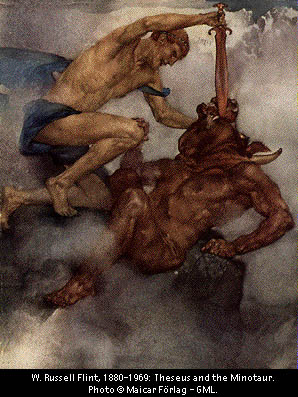 W. Russell Flint, 1880-1969: Theseus and the Minotaur.
Photo © Maicar Förlag - GML.